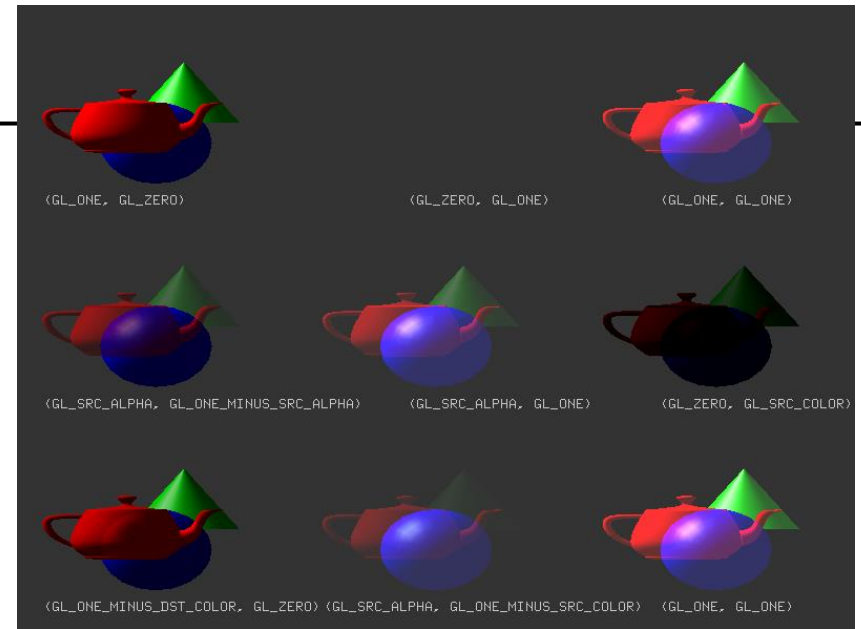 (GL_ONE, GL_ZERO) (GL_ZERO, GL_ONE) (GL_ONE, GL_ONE)
(GL_SRC_ALPHA, GL_ONE_MINUS_SRC_ALPHA) (GL_SRC_ALPHA, GL_ONE) (GL_ZERO, GL_SRC_COLOR)
(GL_ONE_MINUS_DST_COLOR, GL_ZERO) (GL_SRC_ALPHA, GL_ONE_MINUS_SRC_COLOR) (GL_ONE, GL_ONE)